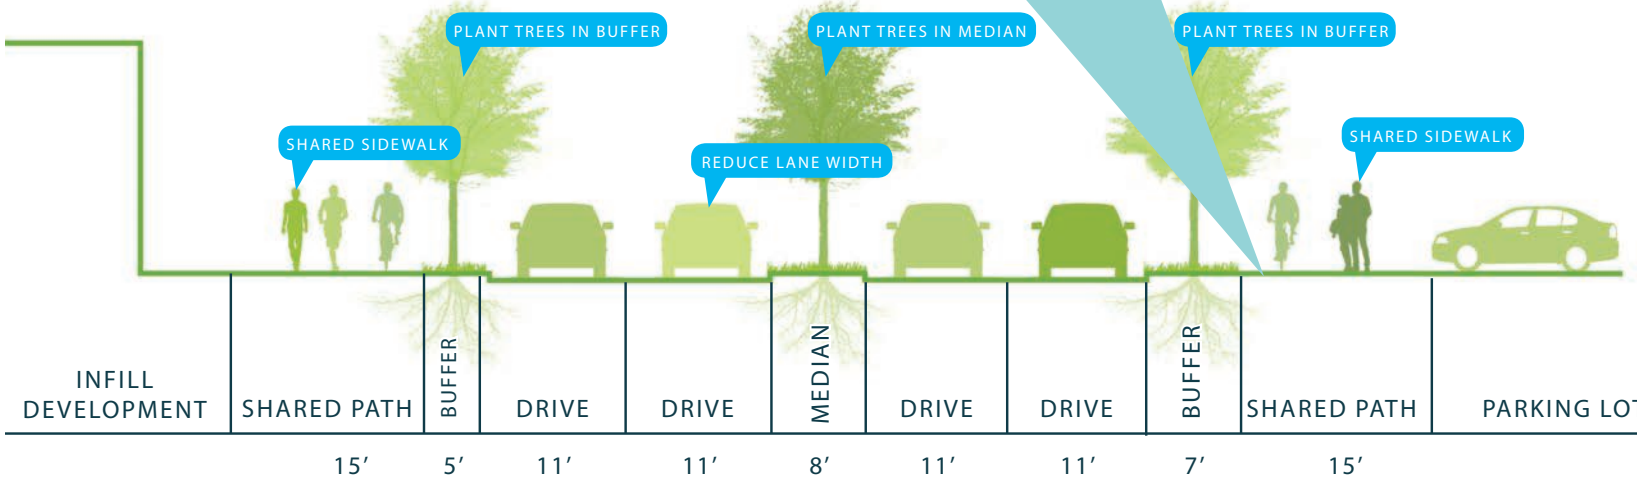 PLANT TREES IN BUFFER
PLANT TREES IN MEDIAN
PLANT TREES IN BUFFER
SHARED SIDEWALK
REDUCE LANE WIDTH
SHARED SIDEWALK
INFILL
DEVELOPMENT
SHARED PATH
BUFFER
DRIVE
DRIVE
MEDIAN
DRIVE
DRIVE
BUFFER
SHARED PATH
PARKING LOT
15’
5’
11’
11’
8’
11’
11’
7’
15’